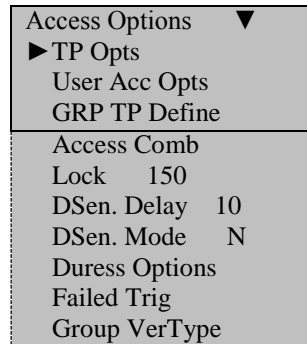 Access Options ▼
►TP Opts
User Acc Opts
GRP TP Define
Access Comb
Lock 150
DSen. Delay 10
DSen. Mode N
Duress Options
Failed Trig
Group VerType